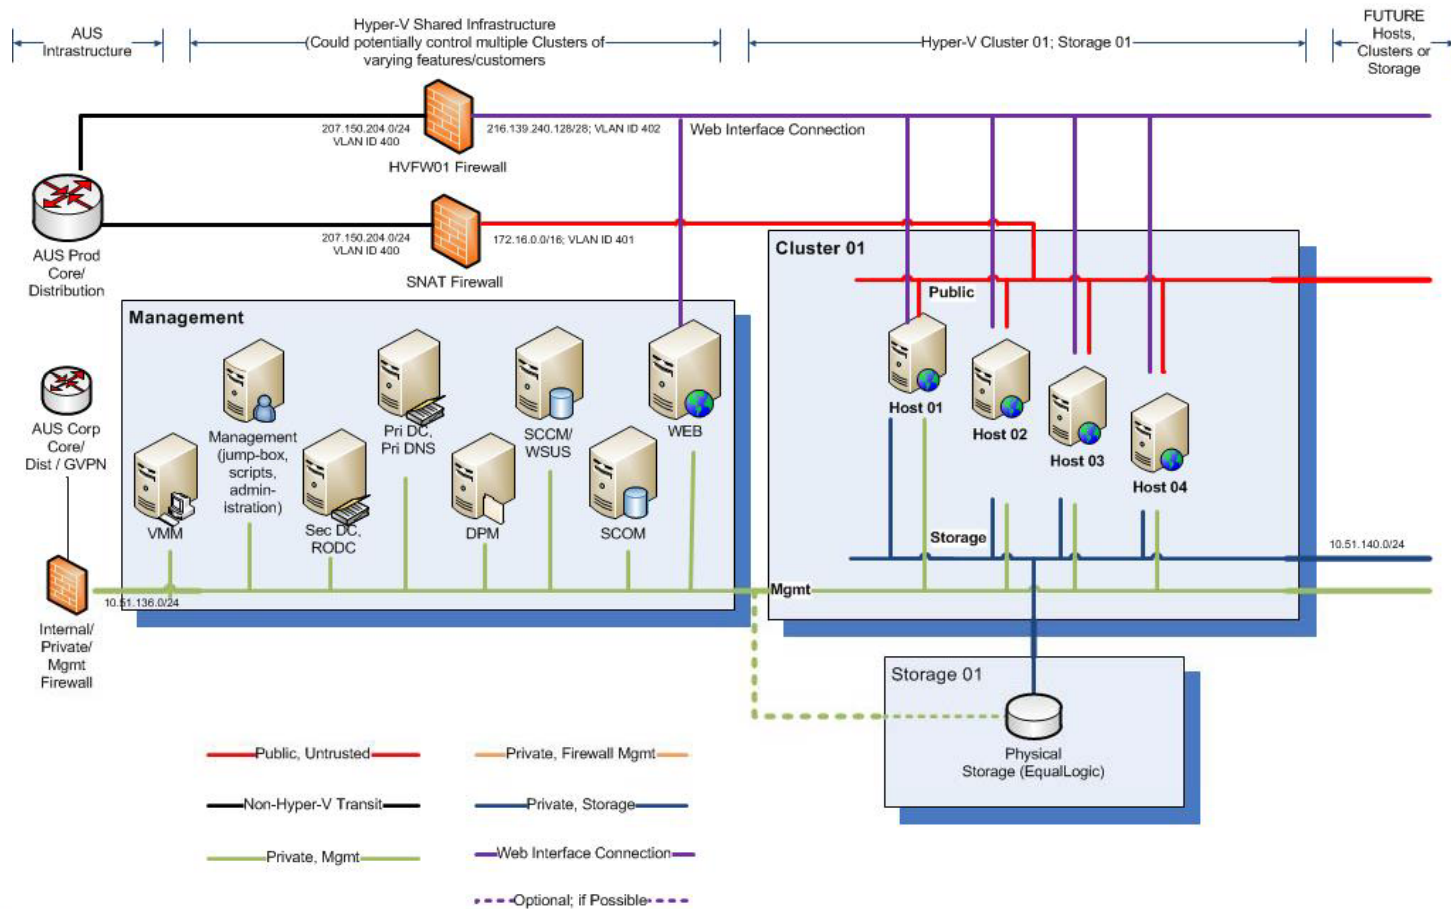 AUS
Intrastructure
Hyper-V Shared Infrastructure
(Could potentially control multiple Clusters of
varying features/customers
Hyper-V Cluster 01; Storage 01
FUTURE
Hosts,
Clusters or
Storage
207.150.204.0/24
VLAN ID 400
216.139.240.128/28; VLAN ID 402
Web Interface Connection
HVFW01 Firewall
207.150.204.0/24
VLAN ID 400
172.16.0.0/16; VLAN ID 401
SNAT Firewall
AUS Prod
Core/
Distribution
Cluster 01
Public
Management
Host 01
Host 02
Host 03
Host 04
AUS Corp
Core/
Dist / GVPN
Management
(jump-box,
scripts,
admin-
istration)
Pri DC,
Pri DNS
SCCM/
WSUS
WEB
VMM
Sec DC,
RODC
DPM
SCOM
Storage
10.51.140.0/24
Mgmt
10.51.136.0/24
Internal/
Private/
Mgmt
Firewall
Storage 01
Physical
Storage (EqualLogic)
Public, Untrusted
Private, Firewall Mgmt
Non-Hyper-V Transit
Private, Storage
Private, Mgmt
Web Interface Connection
Optional; if Possible